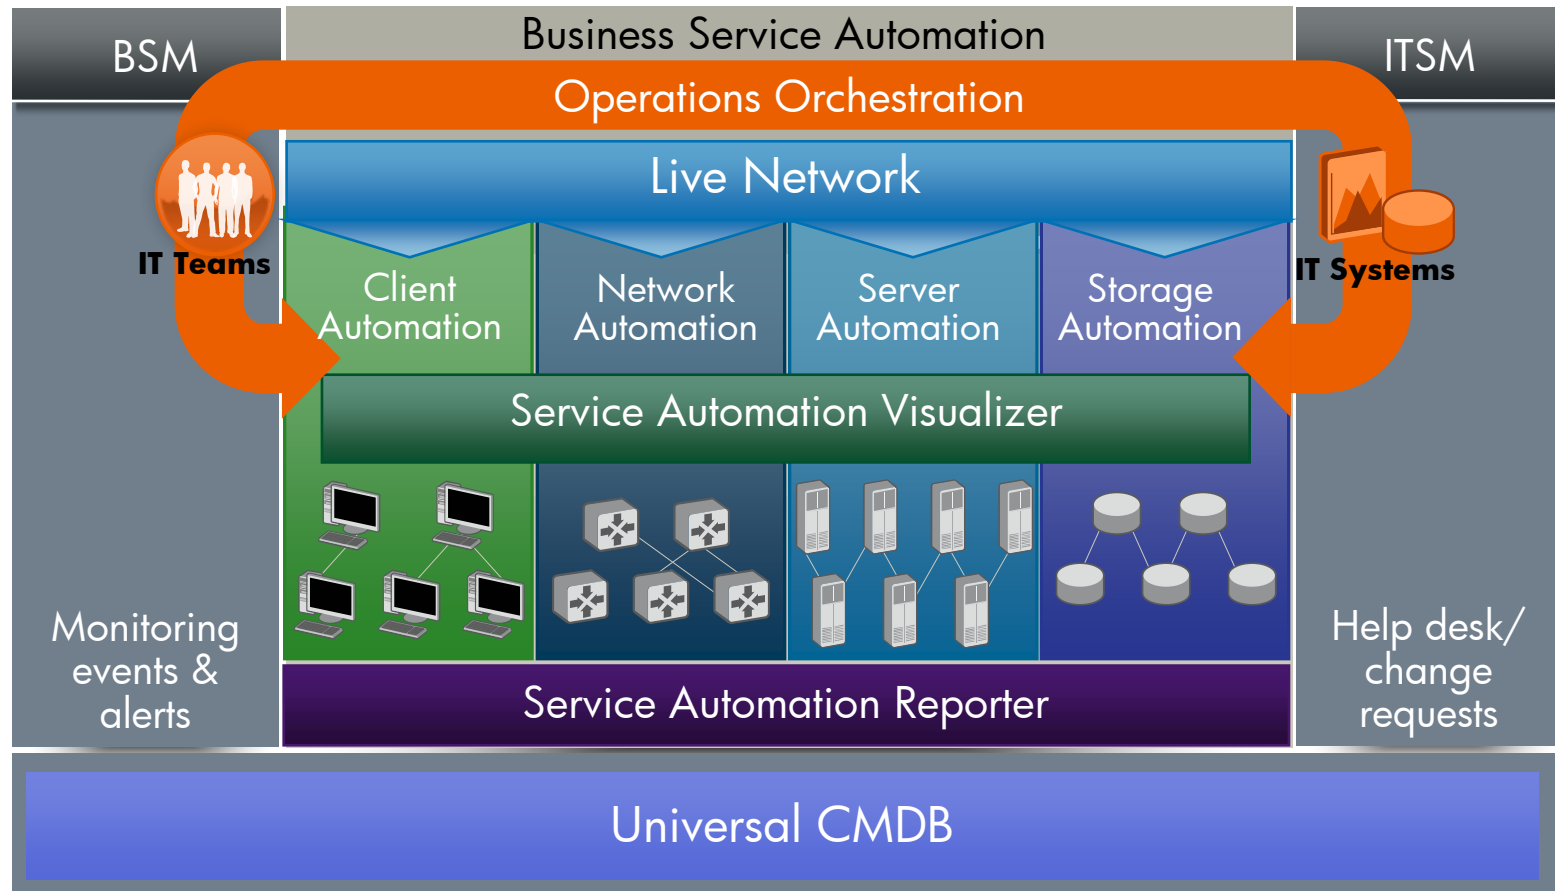 BSM
Business Service Automation
ITSM
Operations Orchestration
Live Network
IT Teams
IT Systems
Client
Automation
Network
Automation
Server
Automation
Storage
Automation
Service Automation Visualizer
Monitoring
events &
alerts
Help desk/
change
requests
Service Automation Reporter
Universal CMDB